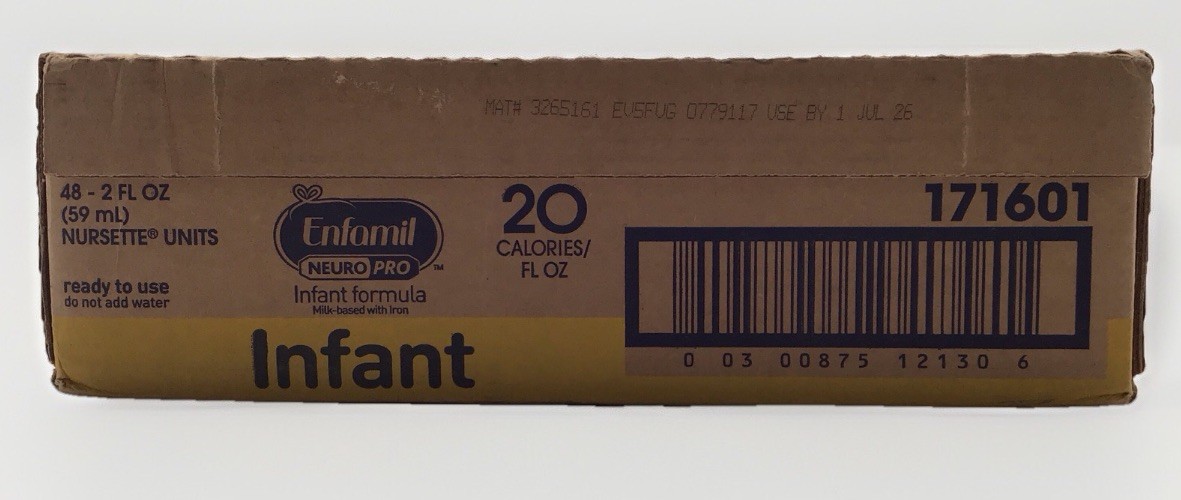 MAT# 3265161 EV5FVG 0779117 USE BY 1 JUL 26
48 - 2 FL OZ
(59 mL)
NURSETTE® UNITS
ready to use
do not add water
Enfamil
NEURO PRO™
Infant formula
Milk-based with Iron
20
CALORIES/
FL OZ
171601
0 03 00875 12130 6
Infant